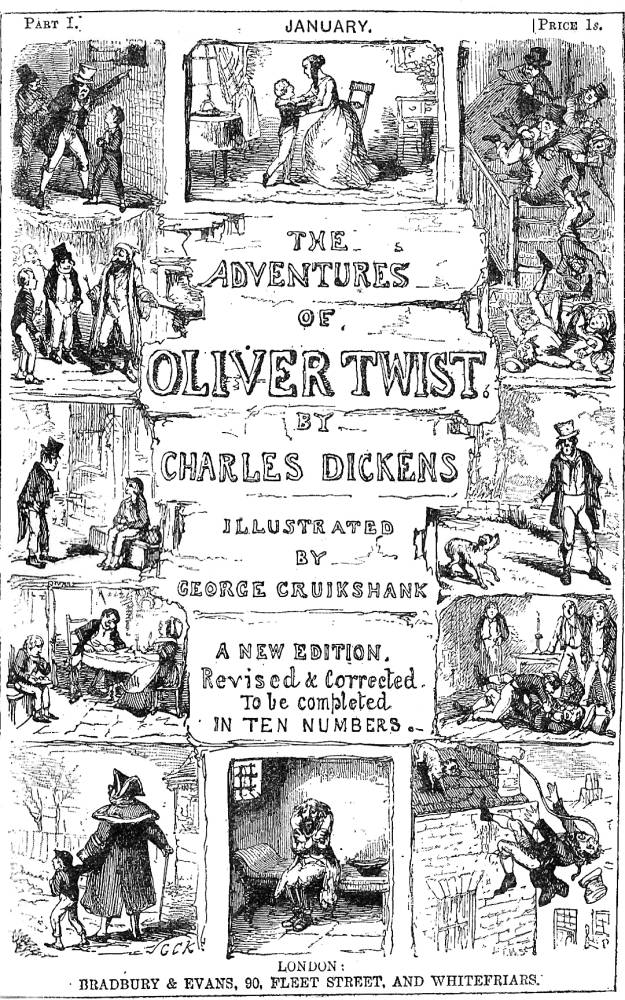 PART I.
JANUARY.
PRICE 1s.
THE
ADVENTURES
OF
OLIVER TWIST.
BY
CHARLES DICKENS
ILLUSTRATED
BY
GEORGE CRUIKSHANK
A NEW EDITION.
Revised & Corrected.
To be completed
IN TEN NUMBERS.
GCK
LONDON:
BRADBURY & EVANS, 90, FLEET STREET, AND WHITEFRIARS.